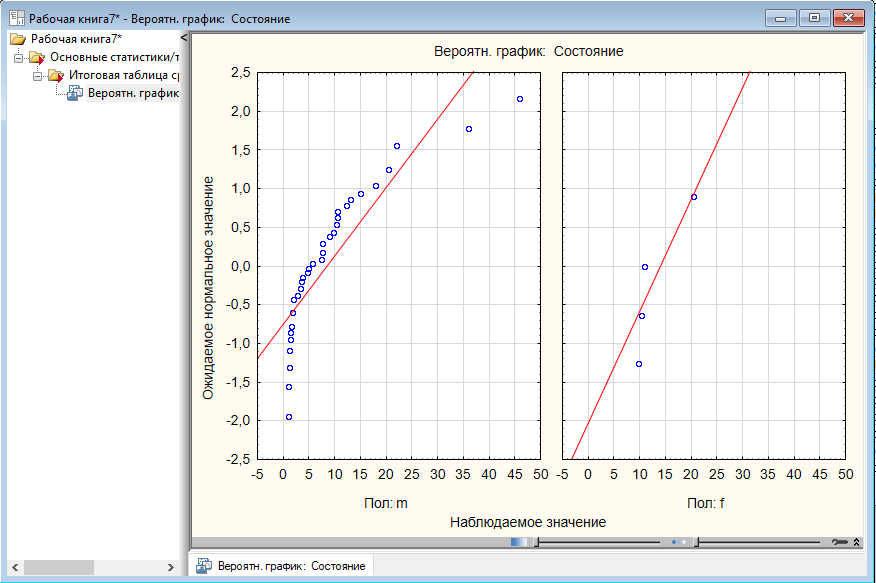 Рабочая книга7* - Вероятн. график: Состояние
Рабочая книга7*
Основные статистики/т
Итоговая таблица ср
Вероятн. график
Вероятн. график: Состояние
2,5
2,0
1,5
1,0
0,5
0,0
-0,5
-1,0
-1,5
-2,0
-2,5
Ожидаемое нормальное значение
-5 0 5 10 15 20 25 30 35 40 45 50
-5 0 5 10 15 20 25 30 35 40 45 50
Пол: m
Пол: f
Наблюдаемое значение
Вероятн. график: Состояние